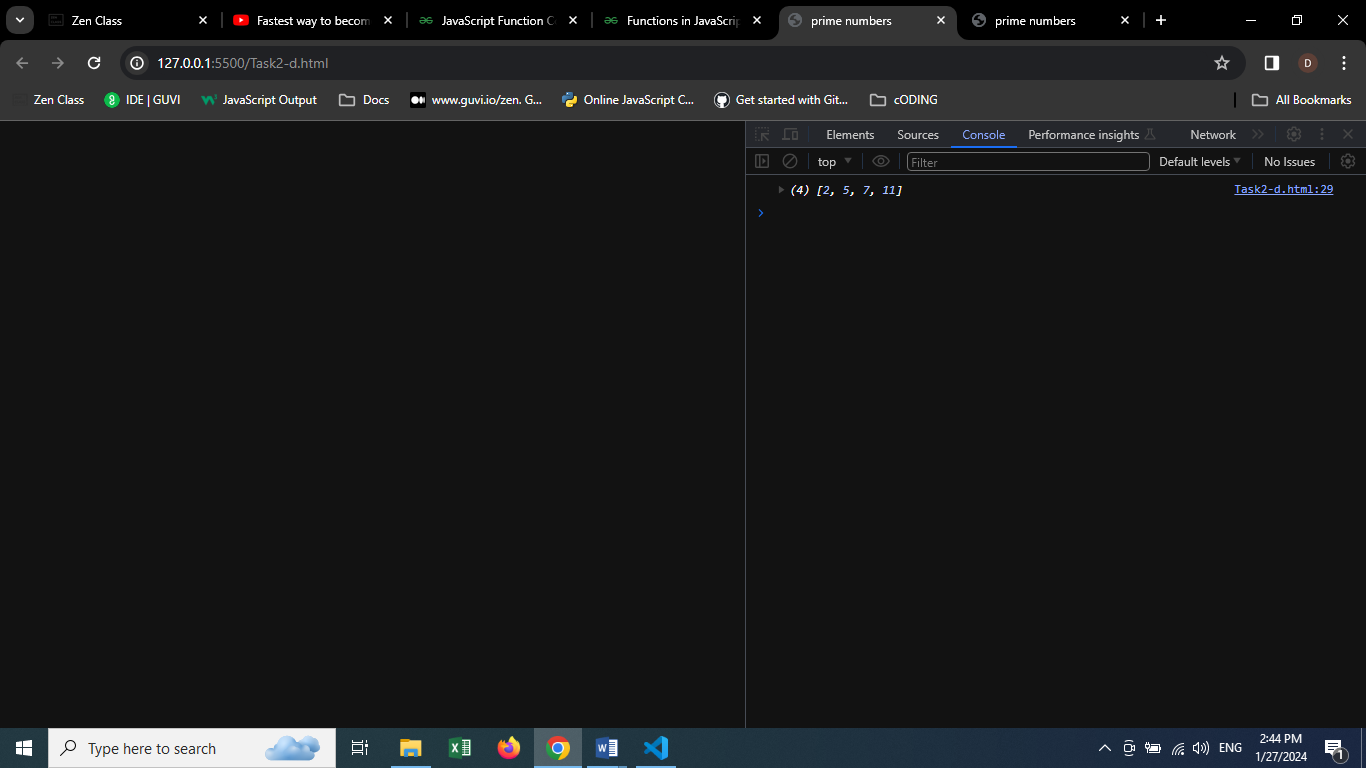 Zen Class
Fastest way to becom
JavaScript Function C
Functions in JavaScrip
prime numbers
prime numbers
127.0.0.1:5500/Task2-d.html
D
Zen Class
IDE | GUVI
JavaScript Output
Docs
www.guvi.io/zen. G...
Online JavaScript C...
Get started with Git...
cODING
All Bookmarks
Elements
Sources
Console
Performance insights
Network
top
Filter
Default levels
No Issues
(4) [2, 5, 7, 11]
Task2-d.html:29
Type here to search
ENG
2:44 PM
1/27/2024
1